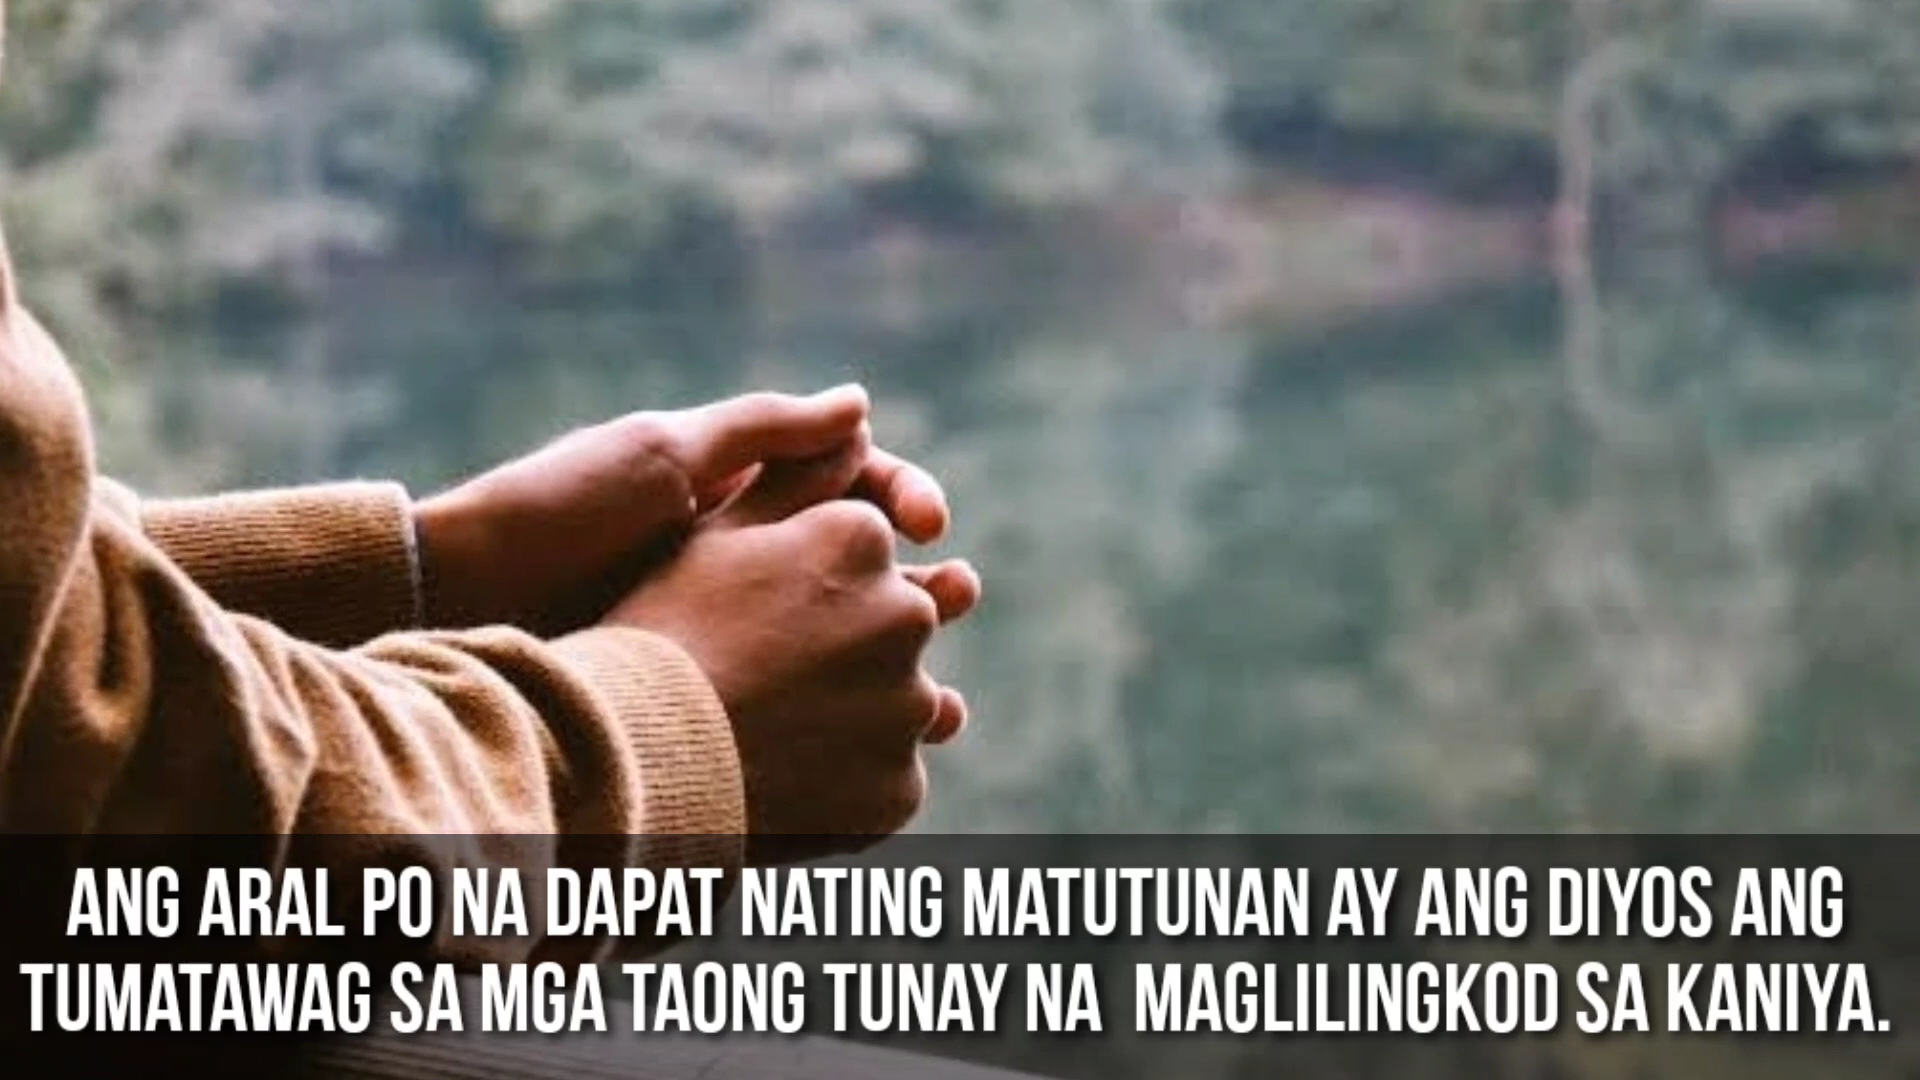 ANG ARAL PO NA DAPAT NATING MATUTUNAN AY ANG DIYOS ANG
TUMATAWAG SA MGA TAONG TUNAY NA MAGLILINGKOD SA KANIYA.